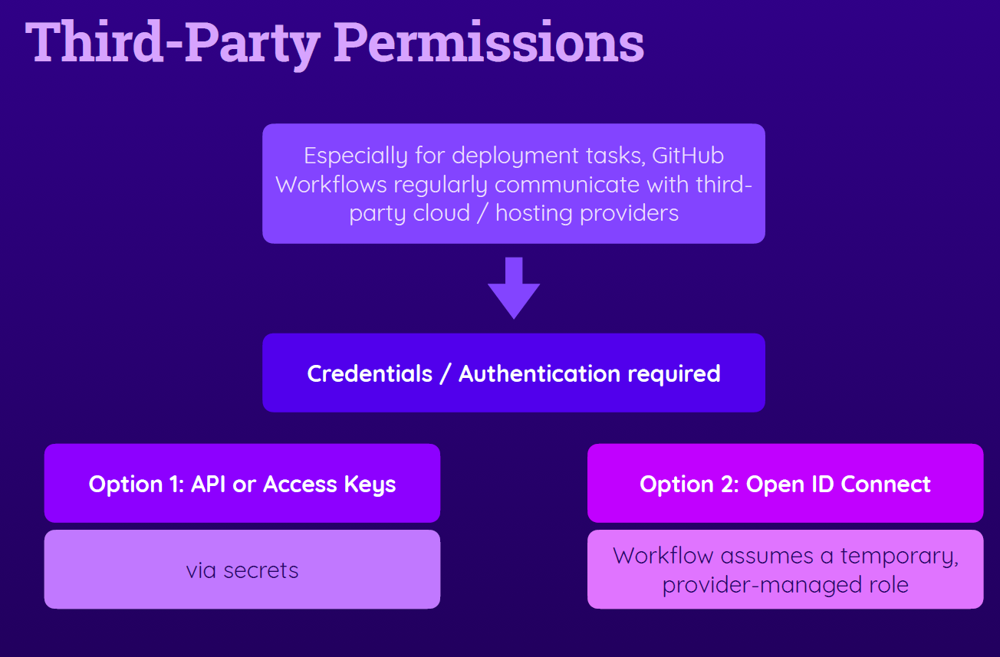 Third-Party Permissions
Especially for deployment tasks, GitHub
Workflows regularly communicate with third-
party cloud / hosting providers
Credentials / Authentication required
Option 1: API or Access Keys
via secrets
Option 2: Open ID Connect
Workflow assumes a temporary,
provider-managed role